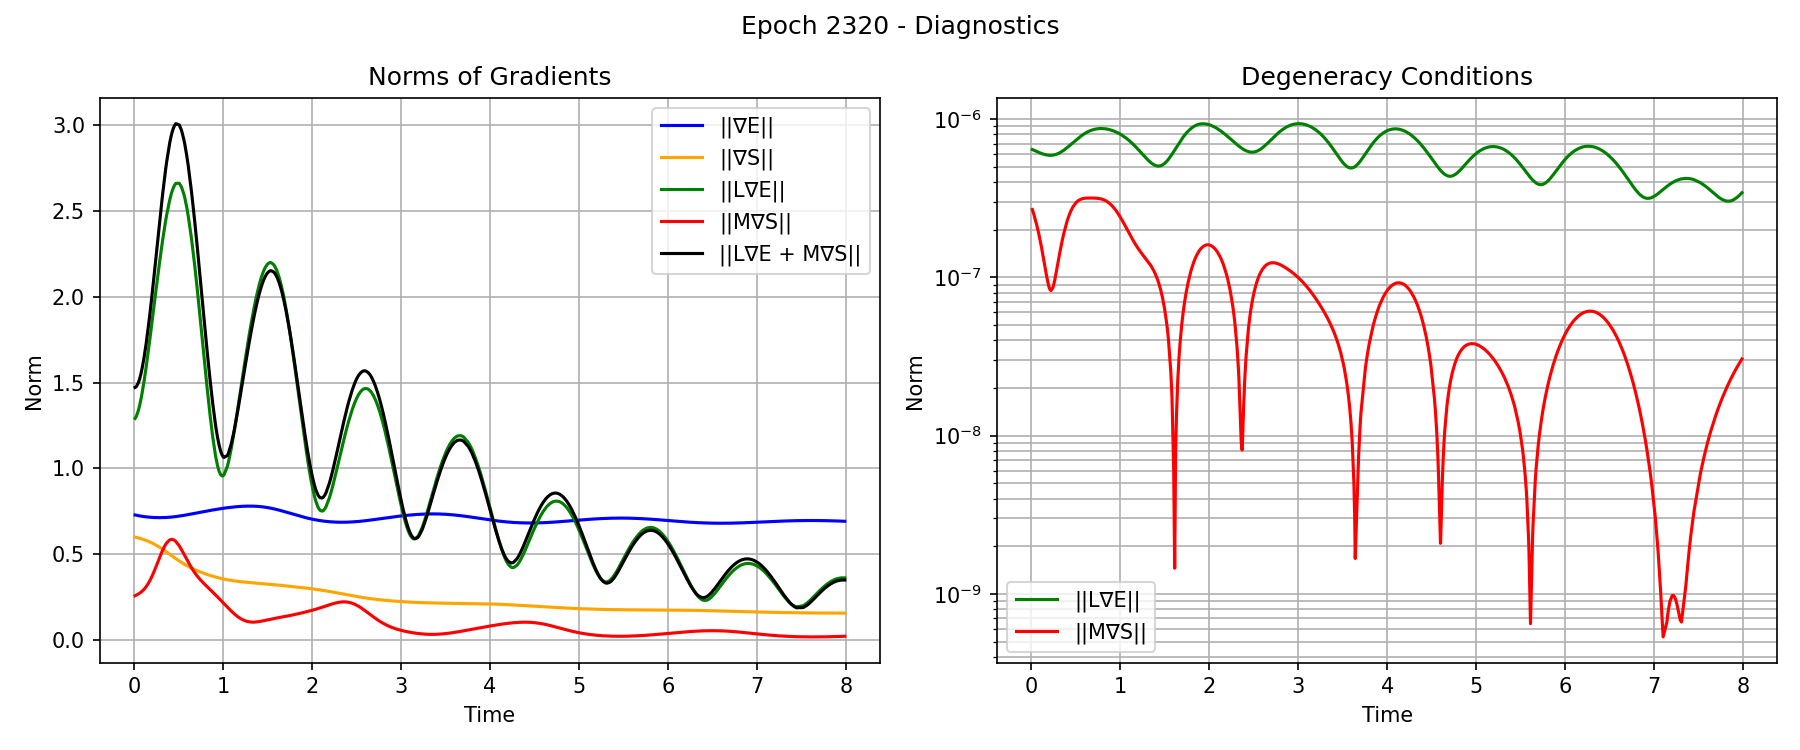 Epoch 2320 - Diagnostics
Norms of Gradients
Norm
3.0
2.5
2.0
1.5
1.0
0.5
0.0
0 1 2 3 4 5 6 7 8
Time
||∇E||
||∇S||
||L∇E||
||M∇S||
||L∇E + M∇S||
Degeneracy Conditions
Norm
10⁻⁶
10⁻⁷
10⁻⁸
10⁻⁹
||L∇E||
||M∇S||
0 1 2 3 4 5 6 7 8
Time